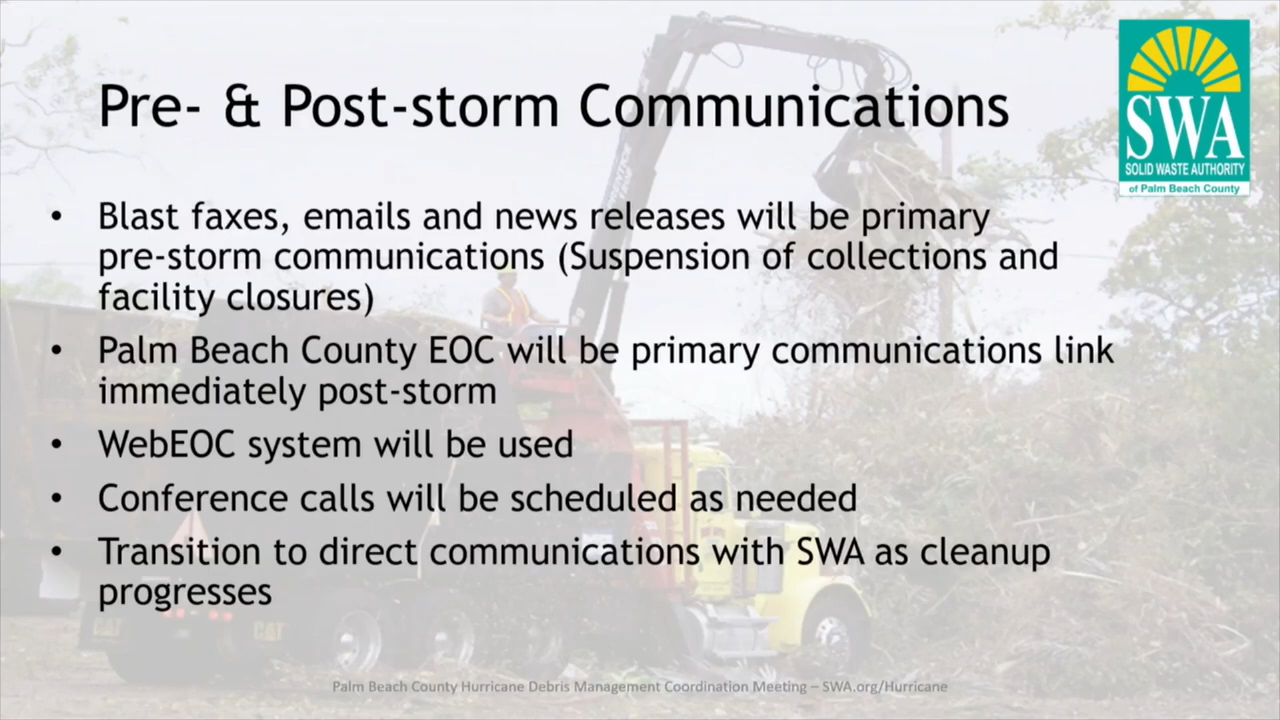 Pre- & Post-storm Communications
SWA
SOLID WASTE AUTHORITY
of Palm Beach County
• Blast faxes, emails and news releases will be primary
pre-storm communications (Suspension of collections and
facility closures)
• Palm Beach County EOC will be primary communications link
immediately post-storm
• WebEOC system will be used
• Conference calls will be scheduled as needed
• Transition to direct communications with SWA as cleanup
progresses
CAT
CAT
Palm Beach County Hurricane Debris Management Coordination Meeting – SWA.org/Hurricane